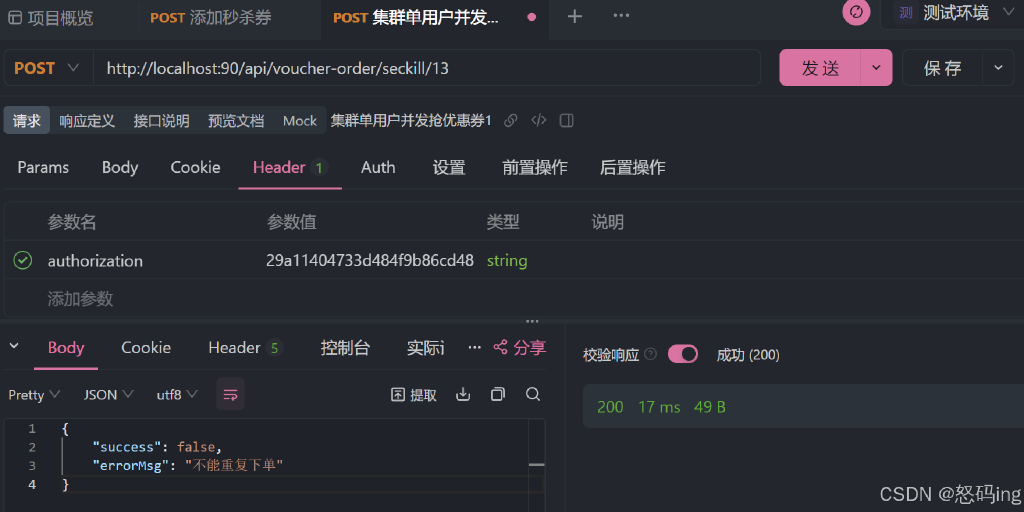 项目概览 POST 添加秒杀券 POST 集群单用户并发... 测 测试环境
POST http://localhost:90/api/voucher-order/seckill/13 发送 保存
请求 响应定义 接口说明 预览文档 Mock 集群单用户并发抢优惠券1
Params Body Cookie Header 1 Auth 设置 前置操作 后置操作
参数名 参数值 类型 说明
authorization 29a11404733d484f9b86cd48 string
添加参数
Body Cookie Header 5 控制台 ... 分享
校验响应 成功 (200)
Pretty JSON utf8 提取
200 17 ms 49 B
1 {
2 "success": false,
3 "errorMsg": "不能重复下单"
4 }
CSDN @怒码ing